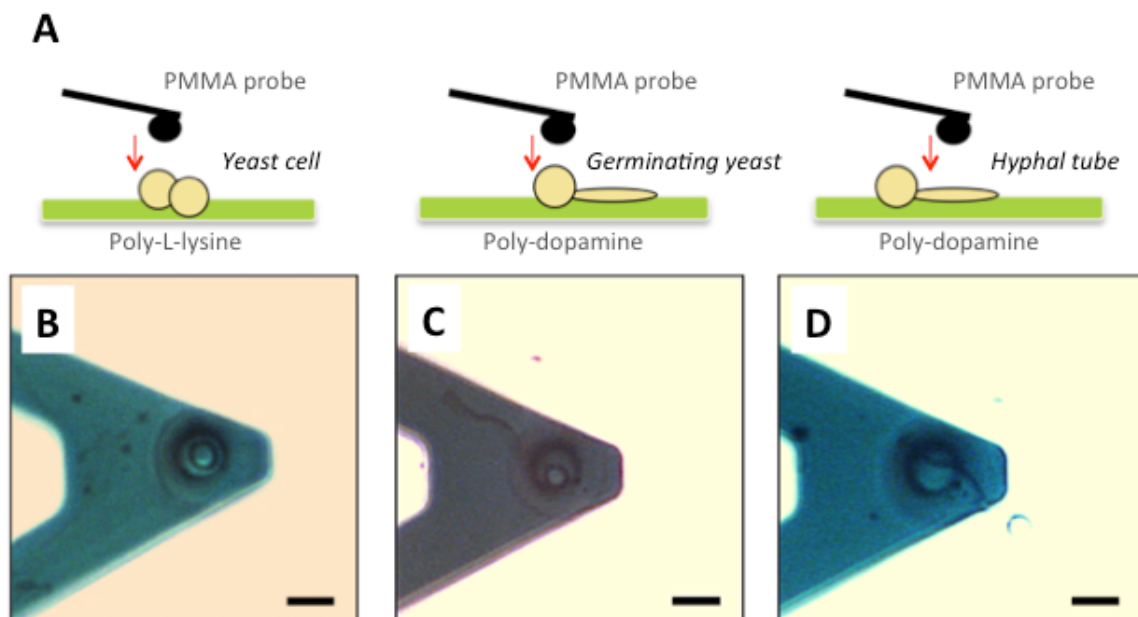 A
PMMA probe
Yeast cell
Poly-L-lysine
PMMA probe
Germinating yeast
Poly-dopamine
PMMA probe
Hyphal tube
Poly-dopamine
B
C
D